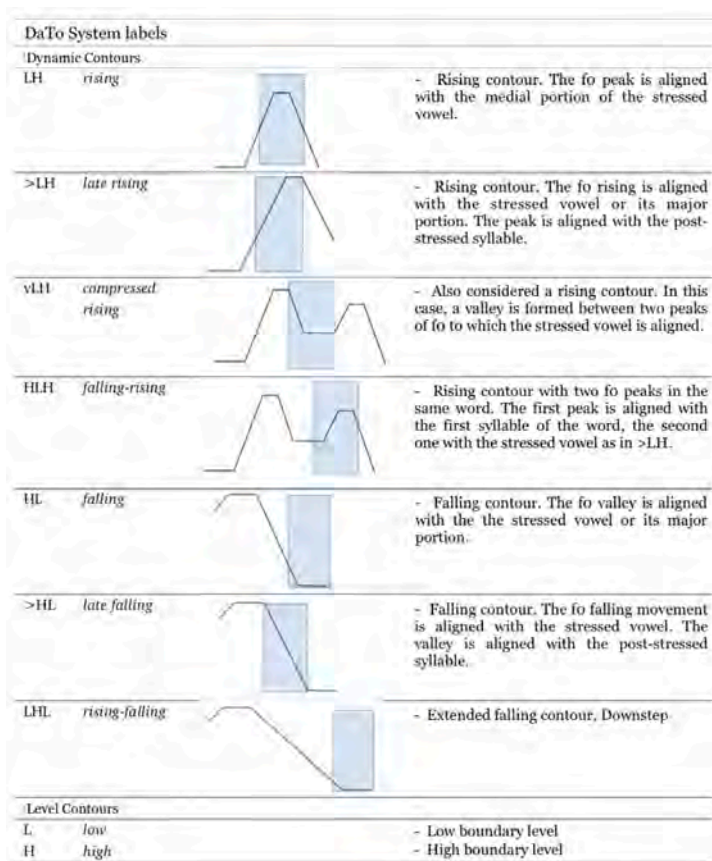 DaTo System labels
Dynamic Contours
LH rising - Rising contour. The fo peak is aligned
with the medial portion of the stressed
vowel.
>LH late rising - Rising contour. The fo rising is aligned
with the stressed vowel or its major
portion. The peak is aligned with the post-
stressed syllable.
vLH compressed - Also considered a rising contour. In this
rising case, a valley is formed between two peaks
of fo to which the stressed vowel is aligned.
HLH falling-rising - Rising contour with two fo peaks in the
same word. The first peak is aligned with
the first syllable of the word, the second
one with the stressed vowel as in >LH.
HL falling - Falling contour. The fo valley is aligned
with the the stressed vowel or its major
portion.
>HL late falling - Falling contour. The fo falling movement
is aligned with the stressed vowel. The
valley is aligned with the post-stressed
syllable.
LHL rising-falling - Extended falling contour. Downstep
Level Contours
L low - Low boundary level
H high - High boundary level